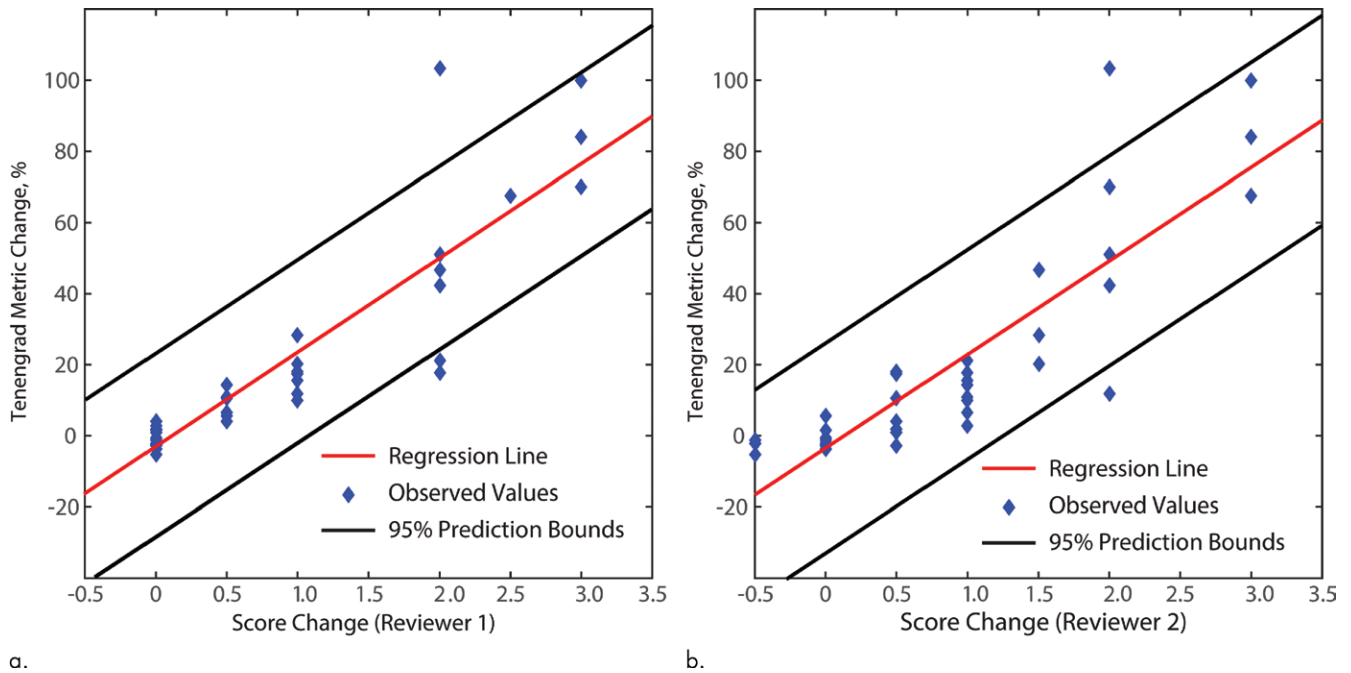 Tenengrad Metric Change, %
100
80
60
40
20
0
-20
-0.5 0 0.5 1.0 1.5 2.0 2.5 3.0 3.5
Score Change (Reviewer 1)
Regression Line
Observed Values
95% Prediction Bounds
a.
Tenengrad Metric Change, %
100
80
60
40
20
0
-20
-0.5 0 0.5 1.0 1.5 2.0 2.5 3.0 3.5
Score Change (Reviewer 2)
Regression Line
Observed Values
95% Prediction Bounds
b.